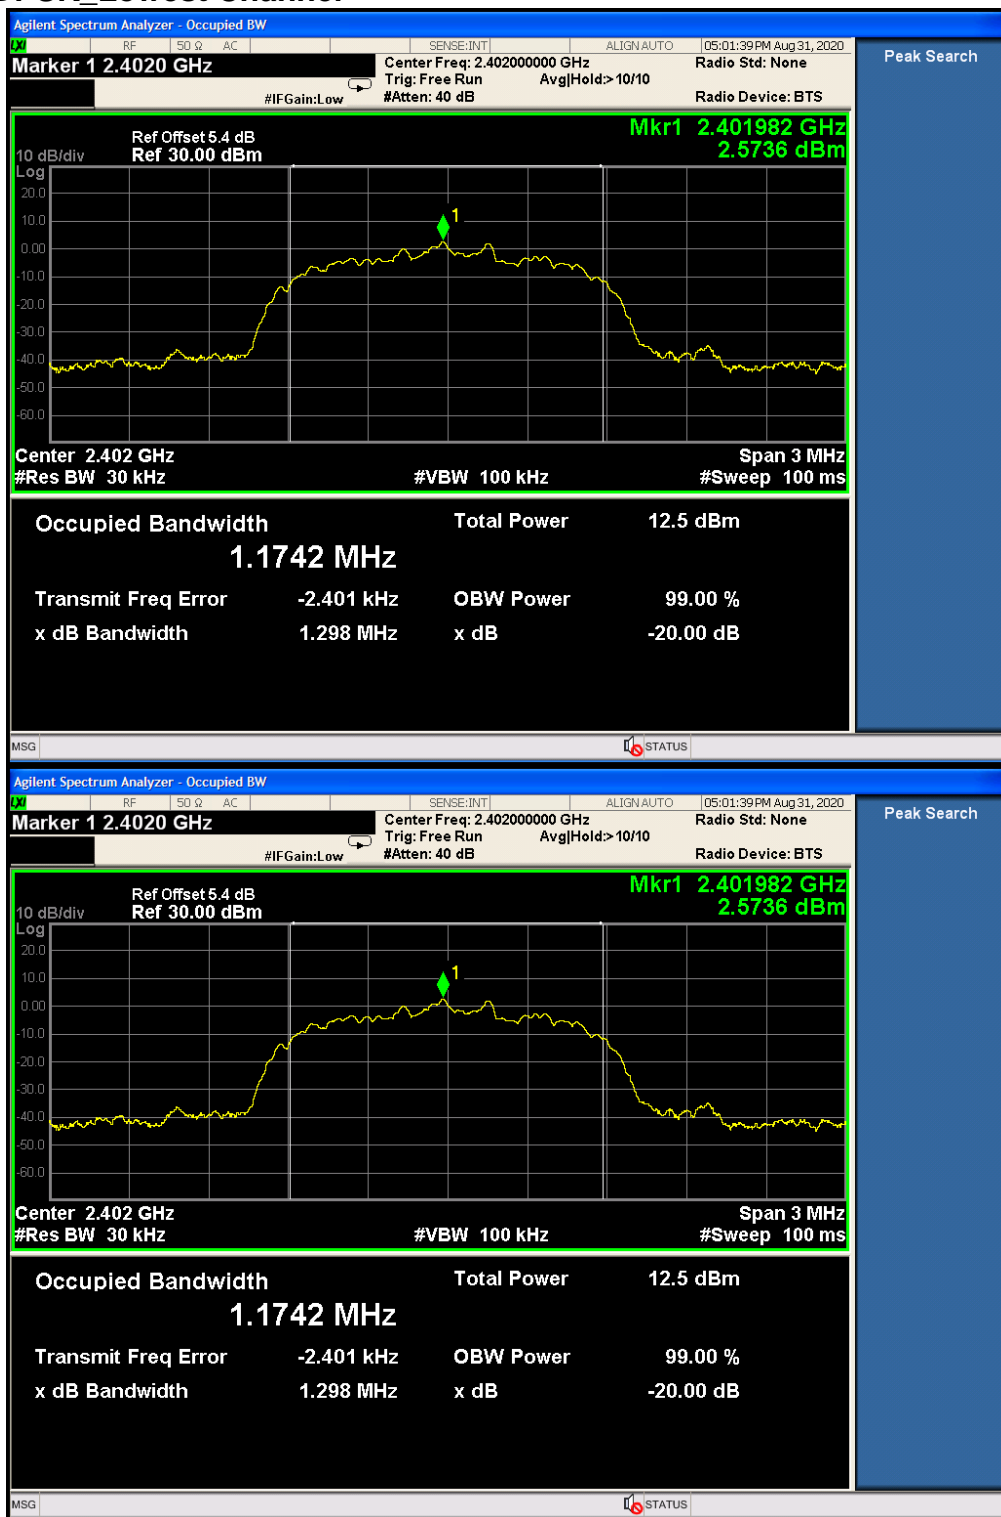 Agilent Spectrum Analyzer - Occupied BW
LXI RF 50 Ω AC SENSE:INT ALIGN AUTO 05:01:39 PM Aug 31, 2020
Marker 1 2.4020 GHz
Center Freq: 2.402000000 GHz
Radio Std: None
Trig: Free Run Avg|Hold:> 10/10
#IFGain:Low #Atten: 40 dB Radio Device: BTS
Peak Search
Mkr1 2.401982 GHz
2.5736 dBm
Ref Offset 5.4 dB
10 dB/div Ref 30.00 dBm
Log
20.0
1
10.0
0.00
-10.0
-20.0
-30.0
-40.0
-50.0
-60.0
Center 2.402 GHz Span 3 MHz
#Res BW 30 kHz #VBW 100 kHz #Sweep 100 ms
Occupied Bandwidth Total Power 12.5 dBm
1.1742 MHz
Transmit Freq Error -2.401 kHz OBW Power 99.00 %
x dB Bandwidth 1.298 MHz x dB -20.00 dB
MSG STATUS
Agilent Spectrum Analyzer - Occupied BW
LXI RF 50 Ω AC SENSE:INT ALIGN AUTO 05:01:39 PM Aug 31, 2020
Marker 1 2.4020 GHz
Center Freq: 2.402000000 GHz
Radio Std: None
Trig: Free Run Avg|Hold:> 10/10
#IFGain:Low #Atten: 40 dB Radio Device: BTS
Peak Search
Mkr1 2.401982 GHz
2.5736 dBm
Ref Offset 5.4 dB
10 dB/div Ref 30.00 dBm
Log
20.0
1
10.0
0.00
-10.0
-20.0
-30.0
-40.0
-50.0
-60.0
Center 2.402 GHz Span 3 MHz
#Res BW 30 kHz #VBW 100 kHz #Sweep 100 ms
Occupied Bandwidth Total Power 12.5 dBm
1.1742 MHz
Transmit Freq Error -2.401 kHz OBW Power 99.00 %
x dB Bandwidth 1.298 MHz x dB -20.00 dB
MSG STATUS